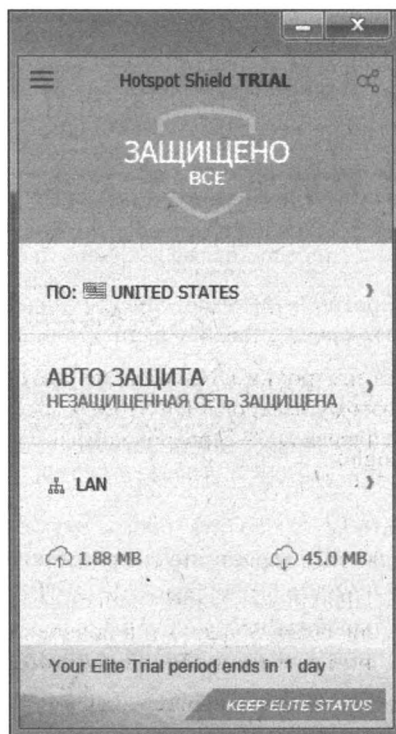 Hotspot Shield TRIAL
ЗАЩИЩЕНО
ВСЕ
ПО: UNITED STATES
АВТО ЗАЩИТА
НЕЗАЩИЩЕННАЯ СЕТЬ ЗАЩИЩЕНА
LAN
1.88 MB 45.0 MB
Your Elite Trial period ends in 1 day
KEEP ELITE STATUS